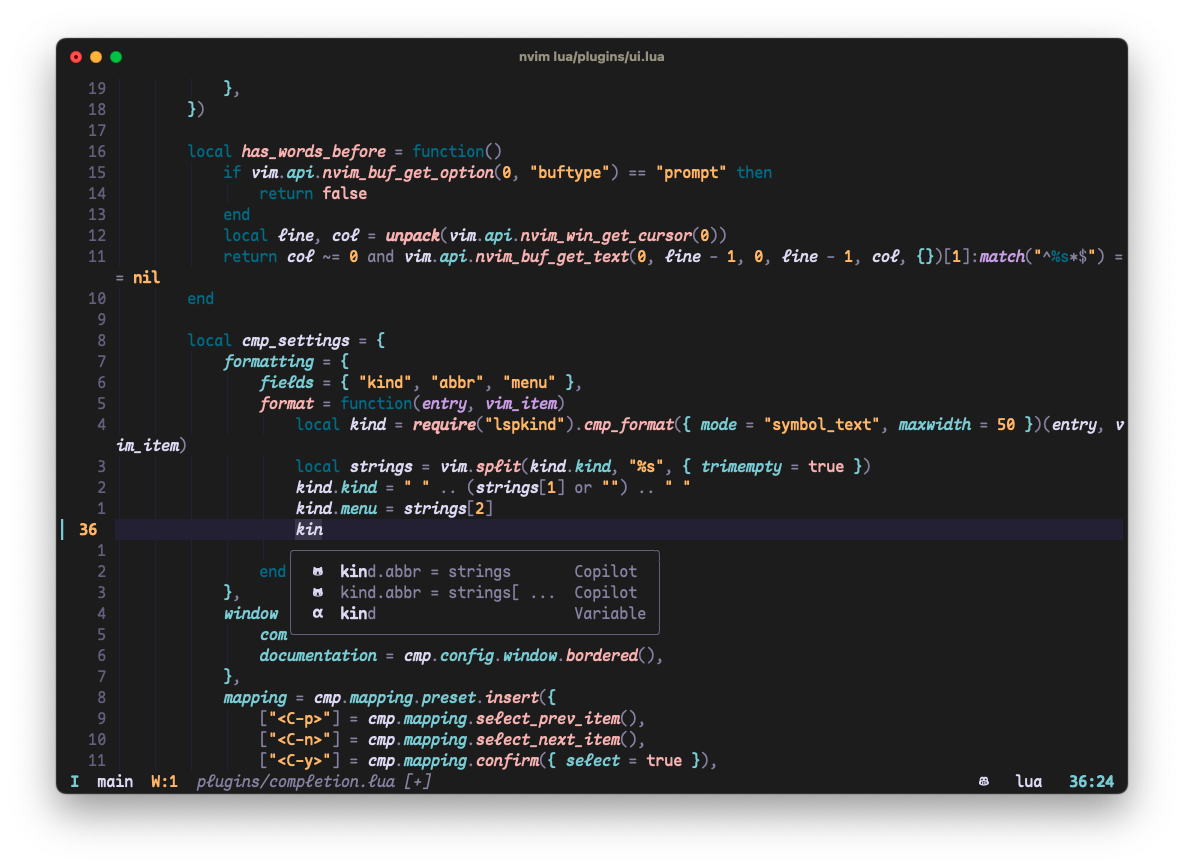 nvim lua/plugins/ui.lua
19 },
18 })
17
16 local has_words_before = function()
15 if vim.api.nvim_buf_get_option(0, "buftype") == "prompt" then
14 return false
13 end
12 local line, col = unpack(vim.api.nvim_win_get_cursor(0))
11 return col ~= 0 and vim.api.nvim_buf_get_text(0, line - 1, 0, line - 1, col, {})[1]:match("^%s*$") =
= nil
10 end
9
8 local cmp_settings = {
7 formatting = {
6 fields = { "kind", "abbr", "menu" },
5 format = function(entry, vim_item)
4 local kind = require("lspkind").cmp_format({ mode = "symbol_text", maxwidth = 50 })(entry, v
im_item)
3 local strings = vim.split(kind.kind, "%s", { trimempty = true })
2 kind.kind = " " .. (strings[1] or "") .. " "
1 kind.menu = strings[2]
36 kin
1
2 end
kind.abbr = strings Copilot
3 },
kind.abbr = strings[ ... Copilot
4 window
α kind Variable
5 com
6 documentation = cmp.config.window.bordered(),
7 },
8 mapping = cmp.mapping.preset.insert({
9 ["<C-p>"] = cmp.mapping.select_prev_item(),
10 ["<C-n>"] = cmp.mapping.select_next_item(),
11 ["<C-y>"] = cmp.mapping.confirm({ select = true }),
I main W:1 plugins/completion.lua [+] lua 36:24